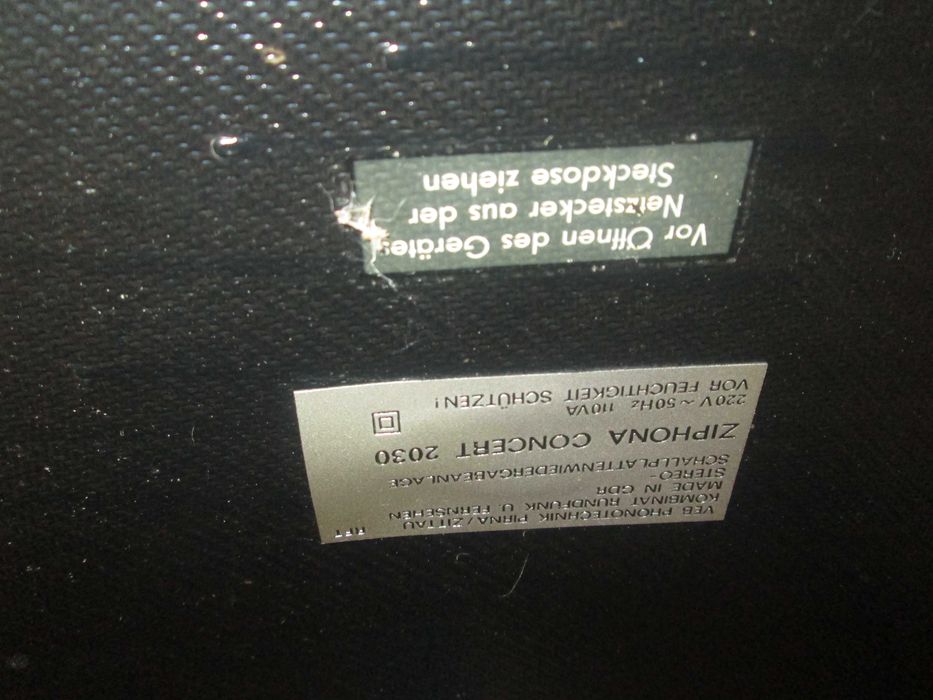 VEB PHONOTECHNIK PIRNA/ZITTAU RFT
KOMBINAT RUNDFUNK U. FERNSEHEN
MADE IN GDR
STEREO-
SCHALLPLATTENWIEDERGABEANLAGE
ZIPHONA CONCERT 2030
220V ~ 50Hz 110VA
VOR FEUCHTIGKEIT SCHÜTZEN!
Vor Öffnen des Gerätes
Netzstecker aus der
Steckdose ziehen